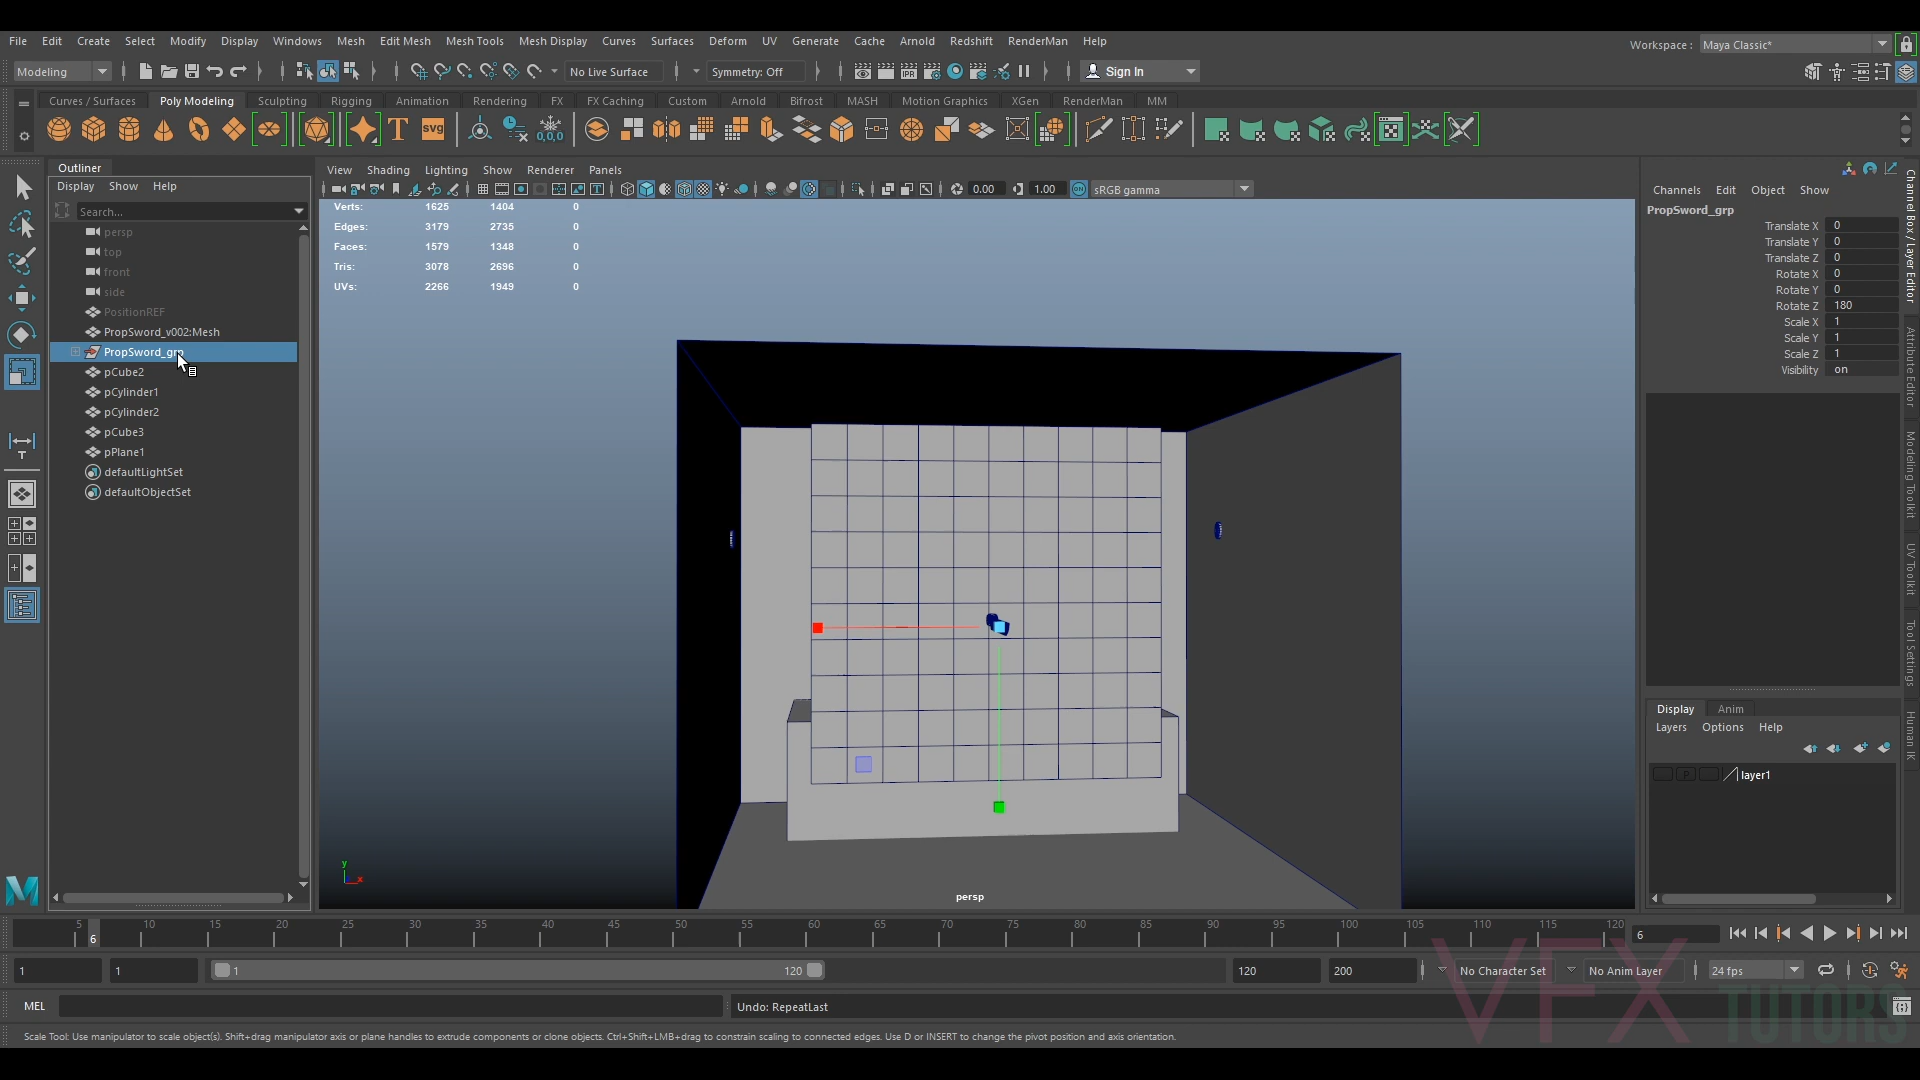 File Edit Create Select Modify Display Windows Mesh Edit Mesh Mesh Tools Mesh Display Curves Surfaces Deform UV Generate Cache Arnold Redshift RenderMan Help
Workspace : Maya Classic*
Modeling
No Live Surface
Symmetry: Off
Sign In
Curves / Surfaces Poly Modeling Sculpting Rigging Animation Rendering FX FX Caching Custom Arnold Bifrost MASH Motion Graphics XGen RenderMan MM
IPR
T
SVG
0,0,0
Outliner
Display Show Help
Search...
persp
top
front
side
PositionREF
PropSword_v002:Mesh
PropSword_grp
pCube2
pCylinder1
pCylinder2
pCube3
pPlane1
defaultLightSet
defaultObjectSet
View Shading Lighting Show Renderer Panels
0.00 1.00 ON sRGB gamma
Verts: 1625 1404 0
Edges: 3179 2735 0
Faces: 1579 1348 0
Tris: 3078 2696 0
UVs: 2266 1949 0
y
x
persp
Channels Edit Object Show
PropSword_grp
Translate X 0
Translate Y 0
Translate Z 0
Rotate X 0
Rotate Y 0
Rotate Z 180
Scale X 1
Scale Y 1
Scale Z 1
Visibility on
Channel Box / Layer Editor
Attribute Editor
Modeling Toolkit
UV Toolkit
Tool Settings
Human IK
Display Anim
Layers Options Help
P layer1
5 10 15 20 25 30 35 40 45 50 55 60 65 70 75 80 85 90 95 100 105 110 115 120
6
6
1 1 1 120 120 200 No Character Set No Anim Layer 24 fps
MEL
Undo: RepeatLast
Scale Tool: Use manipulator to scale object(s). Shift+drag manipulator axis or plane handles to extrude components or clone objects. Ctrl+Shift+LMB+drag to constrain scaling to connected edges. Use D or INSERT to change the pivot position and axis orientation.
VFX TUTORS